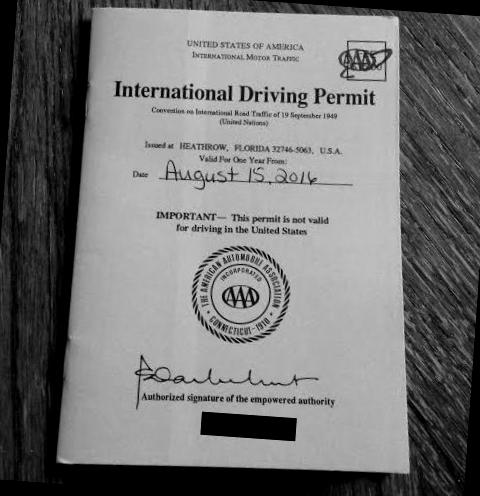 UNITED STATES OF AMERICA
INTERNATIONAL MOTOR TRAFFIC
AAA
International Driving Permit
Convention on International Road Traffic of 19 September 1949
(United Nations)
Issued at HEATHROW, FLORIDA 32746-5063, U.S.A.
Valid For One Year From:
Date August 15, 2016
IMPORTANT— This permit is not valid
for driving in the United States
THE AMERICAN AUTOMOBILE ASSOCIATION
INCORPORATED
AAA
CONNECTICUT-1910
Authorized signature of the empowered authority